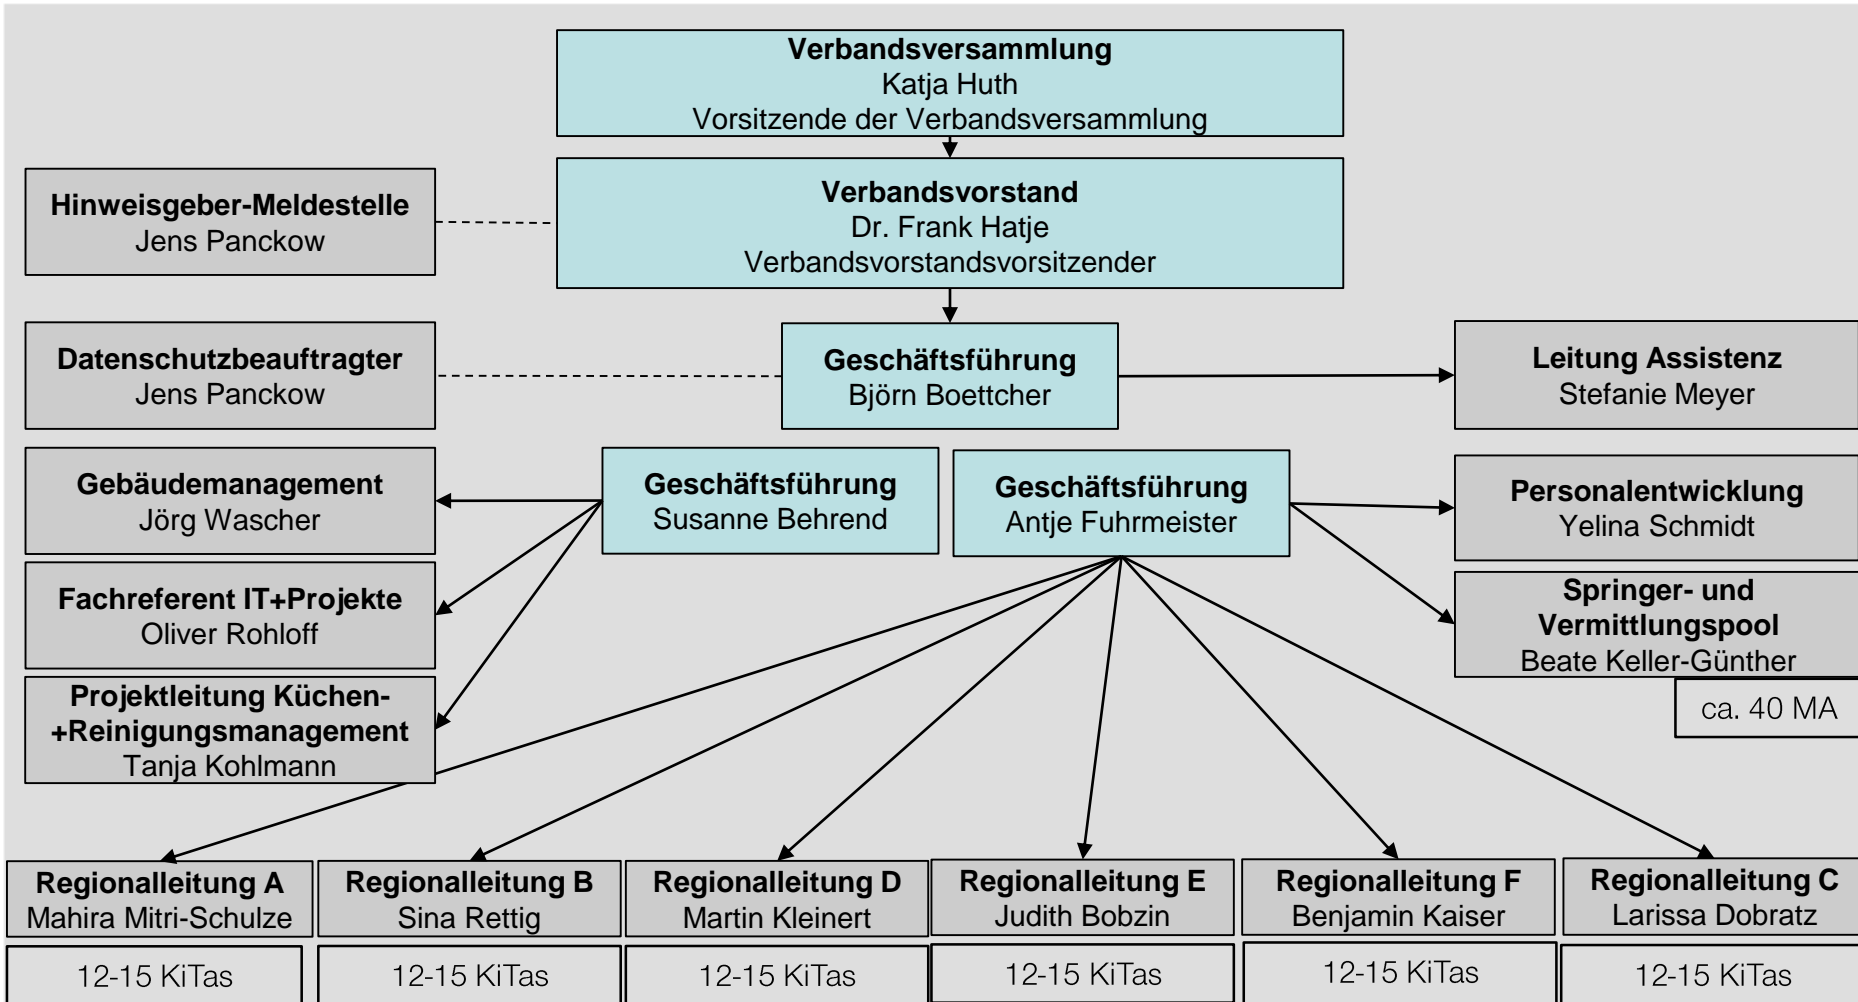 Verbandsversammlung
Katja Huth
Vorsitzende der Verbandsversammlung
Hinweisgeber-Meldestelle
Jens Panckow
Verbandsvorstand
Dr. Frank Hatje
Verbandsvorstandsvorsitzender
Datenschutzbeauftragter
Jens Panckow
Geschäftsführung
Björn Boettcher
Leitung Assistenz
Stefanie Meyer
Gebäudemanagement
Jörg Wascher
Geschäftsführung
Susanne Behrend
Geschäftsführung
Antje Fuhrmeister
Personalentwicklung
Yelina Schmidt
Fachreferent IT+Projekte
Oliver Rohloff
Springer- und
Vermittlungspool
Beate Keller-Günther
ca. 40 MA
Projektleitung Küchen-
+Reinigungsmanagement
Tanja Kohlmann
Regionalleitung A
Mahira Mitri-Schulze
12-15 KiTas
Regionalleitung B
Sina Rettig
12-15 KiTas
Regionalleitung D
Martin Kleinert
12-15 KiTas
Regionalleitung E
Judith Bobzin
12-15 KiTas
Regionalleitung F
Benjamin Kaiser
12-15 KiTas
Regionalleitung C
Larissa Dobratz
12-15 KiTas